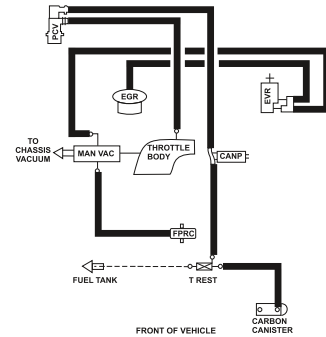 PCV
EGR
EVR
TO
CHASSIS
VACUUM
MAN VAC
THROTTLE
BODY
CANP
FPRC
FUEL TANK
T REST
CARBON
CANISTER
FRONT OF VEHICLE